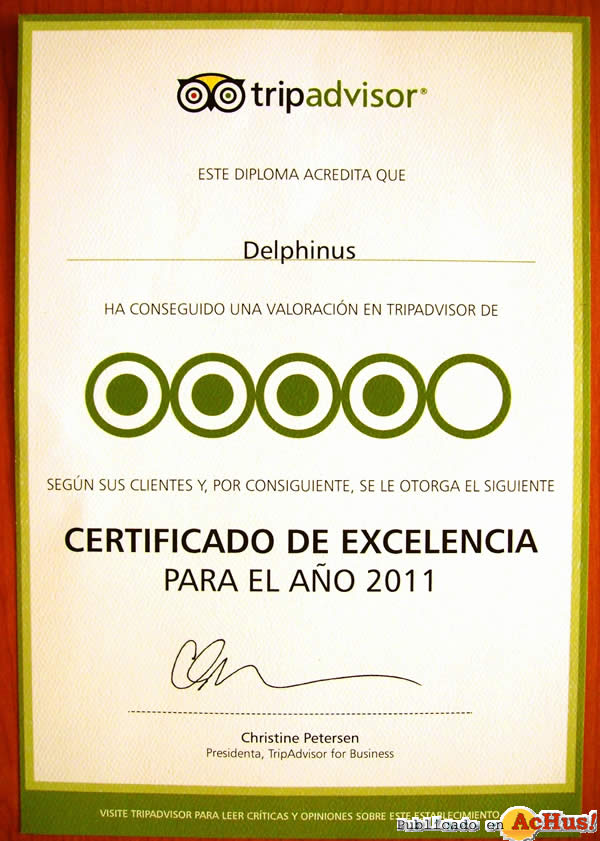 tripadvisor®
ESTE DIPLOMA ACREDITA QUE
Delphinus
HA CONSEGUIDO UNA VALORACIÓN EN TRIPADVISOR DE
SEGÚN SUS CLIENTES Y, POR CONSIGUIENTE, SE LE OTORGA EL SIGUIENTE
CERTIFICADO DE EXCELENCIA
PARA EL AÑO 2011
Christine Petersen
Presidenta, TripAdvisor for Business
VISITE TRIPADVISOR PARA LEER CRÍTICAS Y OPINIONES SOBRE ESTE ESTABLECIMIENTO
Publicado en AcHus!